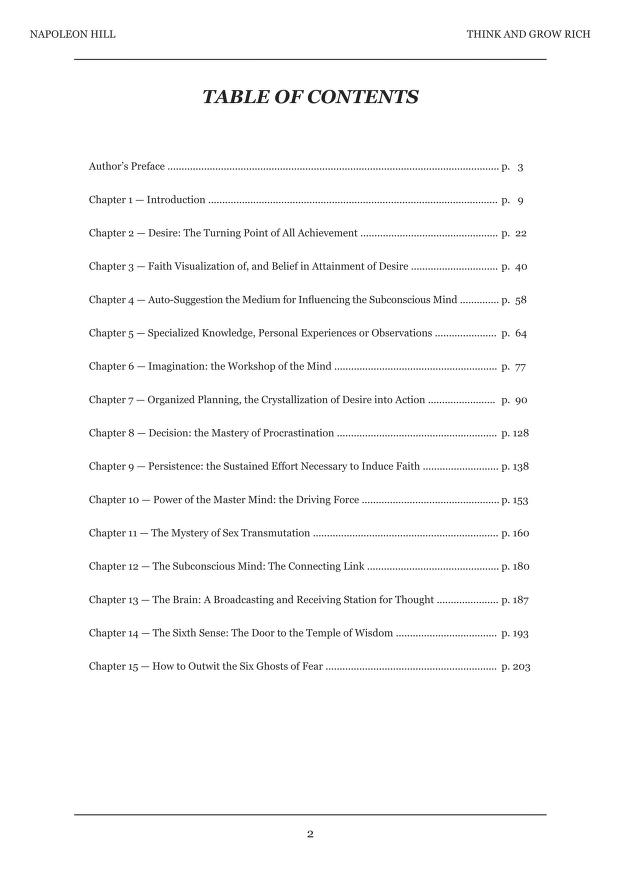 NAPOLEON HILL THINK AND GROW RICH
TABLE OF CONTENTS
Author’s Preface ........................................................................................................................ p. 3
Chapter 1 — Introduction ........................................................................................................ p. 9
Chapter 2 — Desire: The Turning Point of All Achievement .................................................. p. 22
Chapter 3 — Faith Visualization of, and Belief in Attainment of Desire ............................... p. 40
Chapter 4 — Auto-Suggestion the Medium for Influencing the Subconscious Mind .............. p. 58
Chapter 5 — Specialized Knowledge, Personal Experiences or Observations ...................... p. 64
Chapter 6 — Imagination: the Workshop of the Mind ........................................................... p. 77
Chapter 7 — Organized Planning, the Crystallization of Desire into Action ........................ p. 90
Chapter 8 — Decision: the Mastery of Procrastination .......................................................... p. 128
Chapter 9 — Persistence: the Sustained Effort Necessary to Induce Faith ........................... p. 138
Chapter 10 — Power of the Master Mind: the Driving Force ................................................. p. 153
Chapter 11 — The Mystery of Sex Transmutation .................................................................. p. 160
Chapter 12 — The Subconscious Mind: The Connecting Link ............................................... p. 180
Chapter 13 — The Brain: A Broadcasting and Receiving Station for Thought ...................... p. 187
Chapter 14 — The Sixth Sense: The Door to the Temple of Wisdom .................................... p. 193
Chapter 15 — How to Outwit the Six Ghosts of Fear ............................................................. p. 203
2